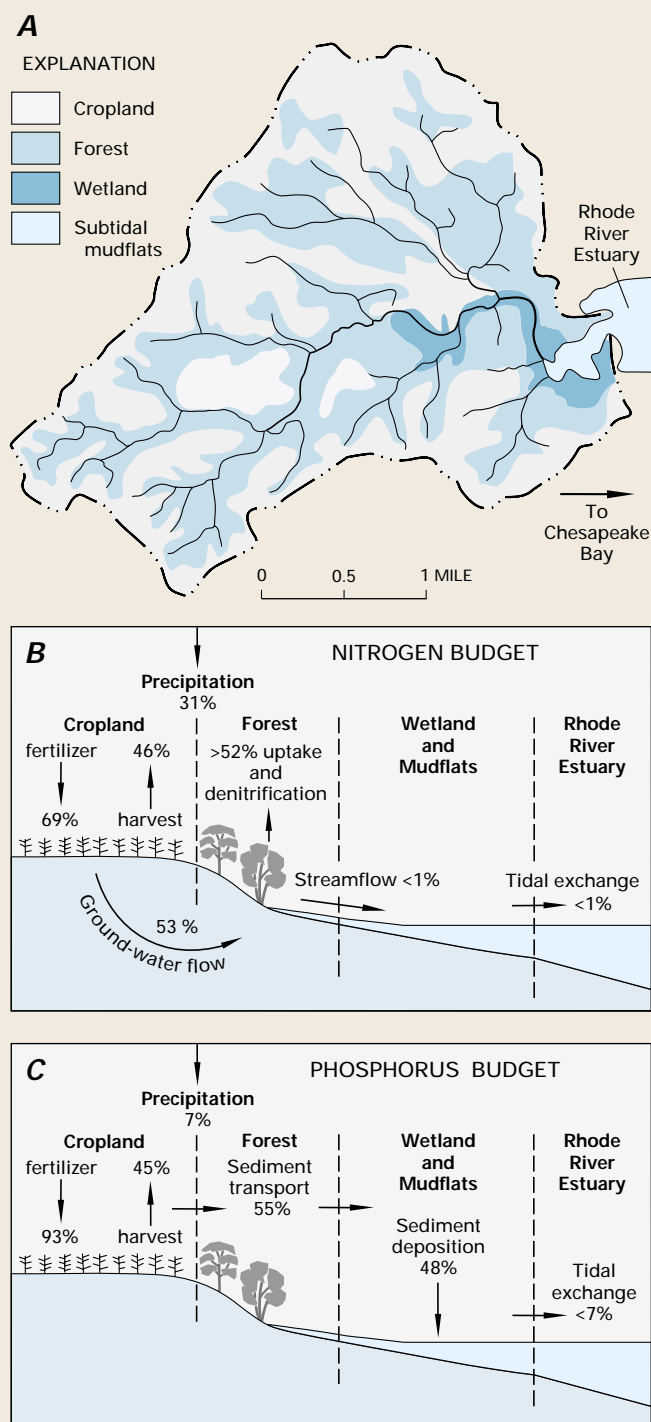 A
EXPLANATION
Cropland
Forest
Wetland
Subtidal
mudflats
Rhode
River
Estuary
To
Chesapeake
Bay
0 0.5 1 MILE
B
NITROGEN BUDGET
Precipitation
31%
Cropland
fertilizer
69%
46%
harvest
Forest
>52% uptake
and
denitrification
Wetland
and
Mudflats
Rhode
River
Estuary
Streamflow <1%
Tidal exchange
<1%
53 %
Ground-water flow
C
PHOSPHORUS BUDGET
Precipitation
7%
Cropland
fertilizer
93%
45%
harvest
Forest
Sediment
transport
55%
Wetland
and
Mudflats
Sediment
deposition
48%
Rhode
River
Estuary
Tidal
exchange
<7%